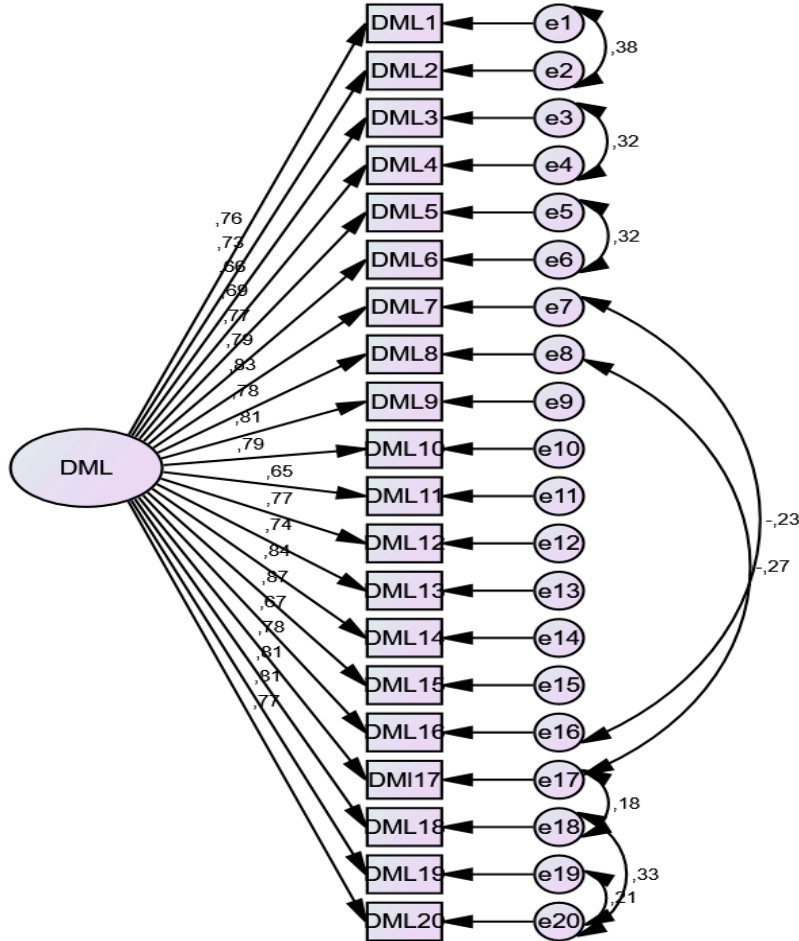 DML1
e1
,38
DML2
e2
DML3
e3
,32
DML4
e4
DML5
e5
,76
,32
,73
DML6
e6
,66
,69
DML7
e7
,77
,79
DML8
e8
,83
,78
DML9
e9
,81
,79
DML10
e10
DML
,65
DML11
e11
,77
-,23
,74
DML12
e12
,84
-,27
,87
DML13
e13
,67
,78
DML14
e14
,81
,81
DML15
e15
,77
DML16
e16
DMl17
e17
,18
DML18
e18
DML19
e19
,33
,21
DML20
e20